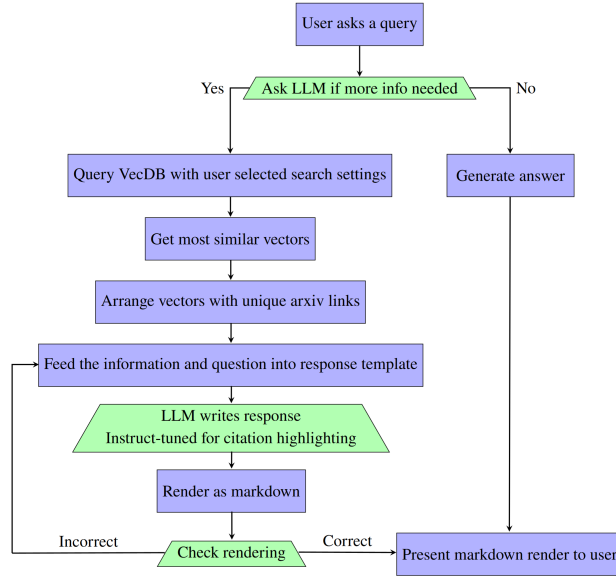 User asks a query
Ask LLM if more info needed
Yes
No
Query VecDB with user selected search settings
Generate answer
Get most similar vectors
Arrange vectors with unique arxiv links
Feed the information and question into response template
LLM writes response
Instruct-tuned for citation highlighting
Render as markdown
Incorrect
Check rendering
Correct
Present markdown render to user